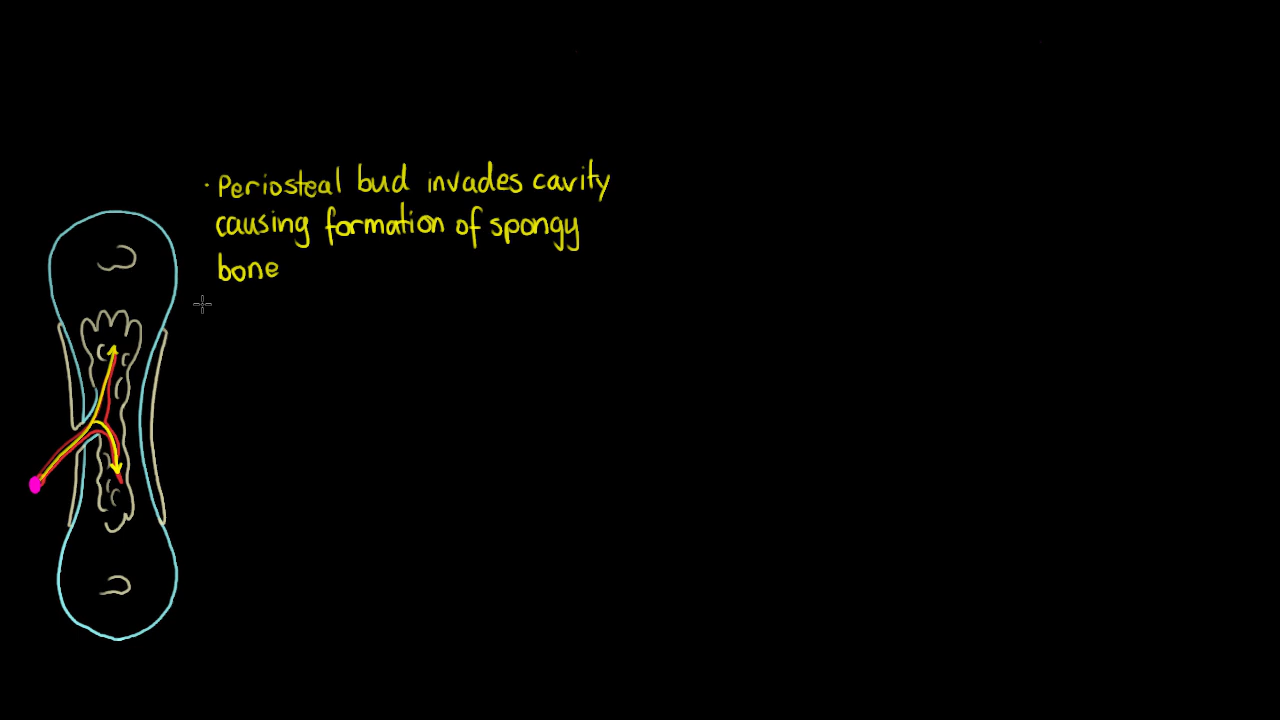 · Periosteal bud invades cavity
causing formation of spongy
bone